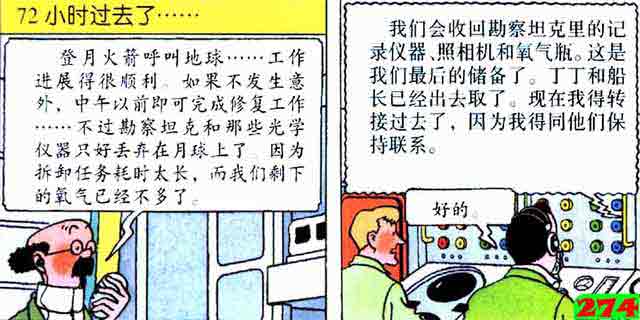 72 小时过去了……
登月火箭呼叫地球……工作
进展得很顺利。如果不发生意
外，中午以前即可完成修复工作
……不过勘察坦克和那些光学
仪器只好丢弃在月球上了。因为
拆卸任务耗时太长，而我们剩下
的氧气已经不多了。
我们会收回勘察坦克里的记
录仪器、照相机和氧气瓶。这是
我们最后的储备了。丁丁和船
长已经出去取了。现在我得转
接过去了，因为我得同他们保
持联系。
好的。
274